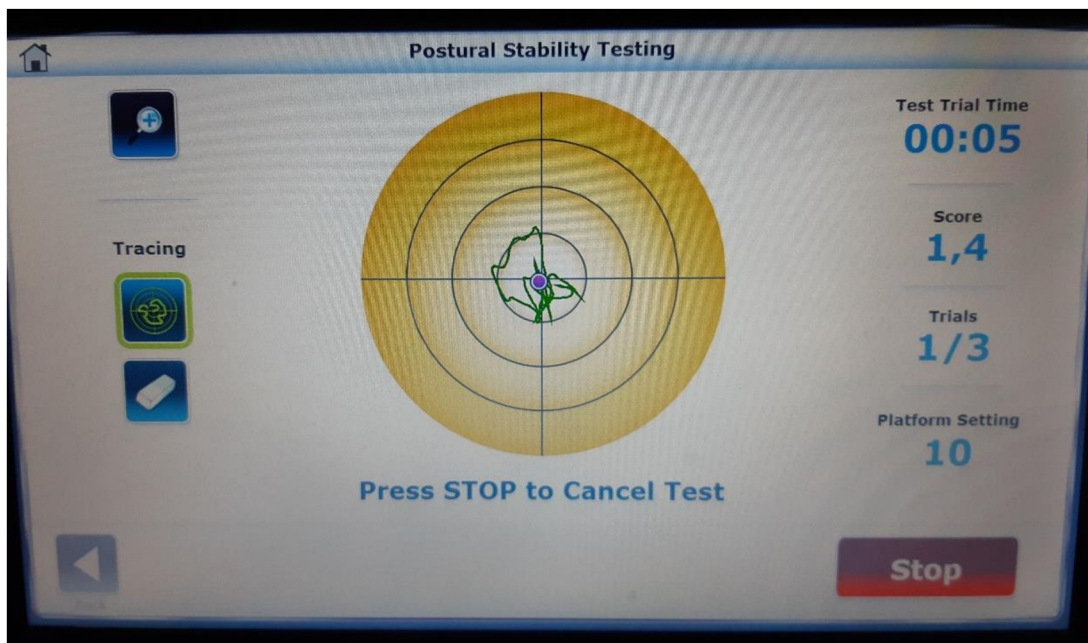 Postural Stability Testing
Test Trial Time
00:05
Score
1,4
Tracing
Trials
1/3
Platform Setting
10
Press STOP to Cancel Test
Stop
Back